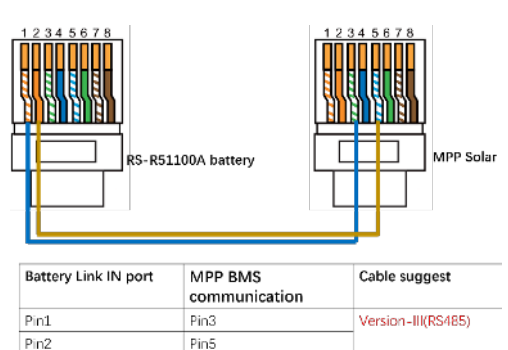 1 2 3 4 5 6 7 8
1 2 3 4 5 6 7 8
RS-R51100A battery
MPP Solar
Battery Link IN port
MPP BMS communication
Cable suggest
Pin1
Pin3
Version-III(RS485)
Pin2
Pin5